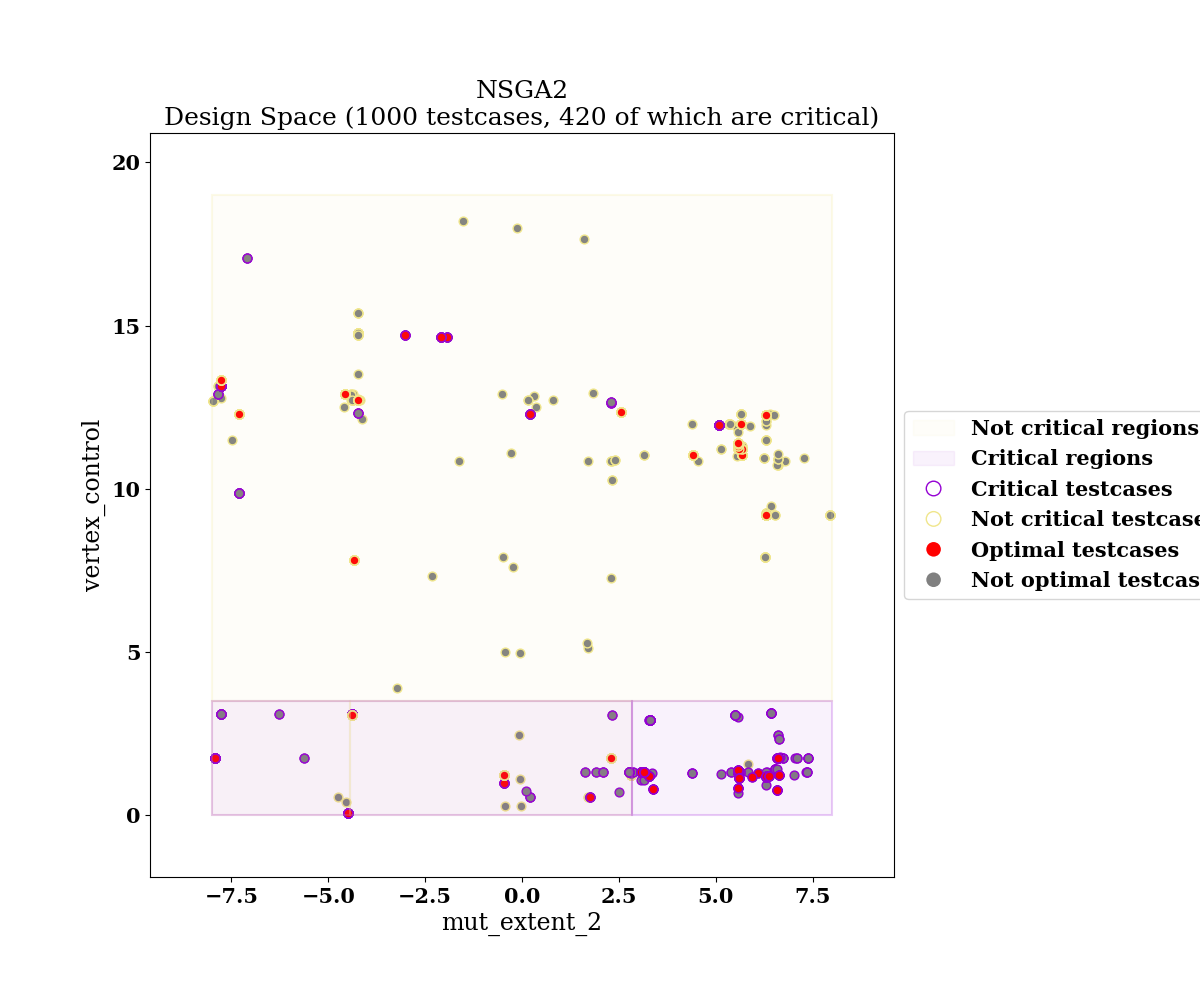 NSGA2
Design Space (1000 testcases, 420 of which are critical)
20
15
10
5
0
vertex_control
−7.5 −5.0 −2.5 0.0 2.5 5.0 7.5
mut_extent_2
Not critical regions
Critical regions
Critical testcases
Not critical testcase
Optimal testcases
Not optimal testcas